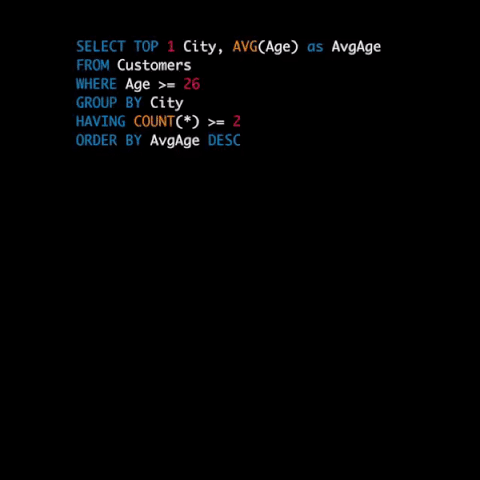 SELECT TOP 1 City, AVG(Age) as AvgAge
FROM Customers
WHERE Age >= 26
GROUP BY City
HAVING COUNT(*) >= 2
ORDER BY AvgAge DESC